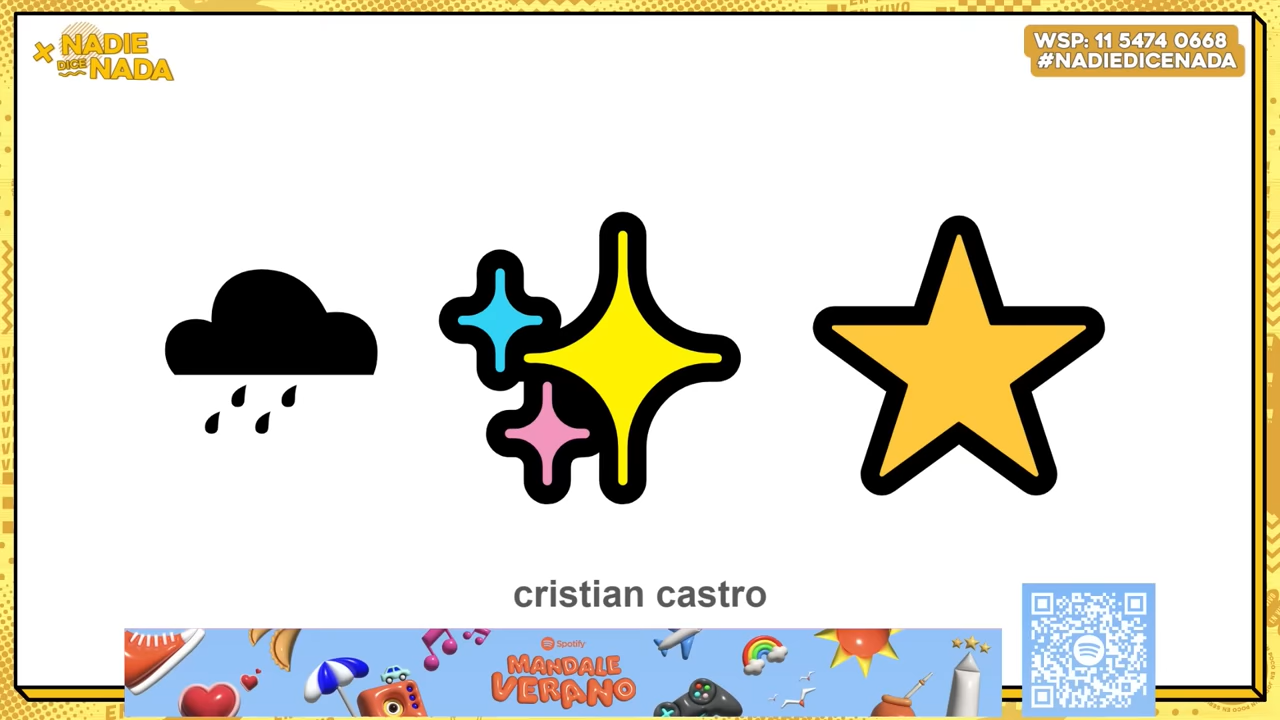 NADIE
DICE
NADA
WSP: 11 5474 0668
#NADIEDICENADA
cristian castro
Spotify
MANDALE
VERANO